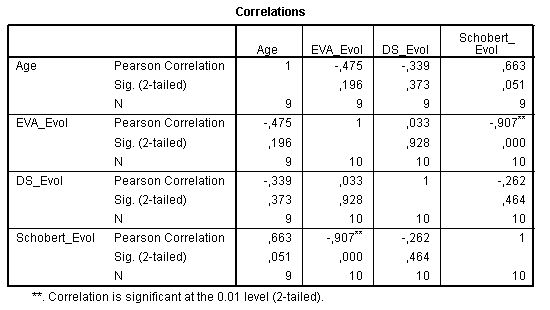 Correlations
Age EVA_Evol DS_Evol Schobert_
Evol
Age Pearson Correlation 1 -,475 -,339 ,663
Sig. (2-tailed) ,196 ,373 ,051
N 9 9 9 9
EVA_Evol Pearson Correlation -,475 1 ,033 -,907**
Sig. (2-tailed) ,196 ,928 ,000
N 9 10 10 10
DS_Evol Pearson Correlation -,339 ,033 1 -,262
Sig. (2-tailed) ,373 ,928 ,464
N 9 10 10 10
Schobert_Evol Pearson Correlation ,663 -,907** -,262 1
Sig. (2-tailed) ,051 ,000 ,464
N 9 10 10 10
**. Correlation is significant at the 0.01 level (2-tailed).